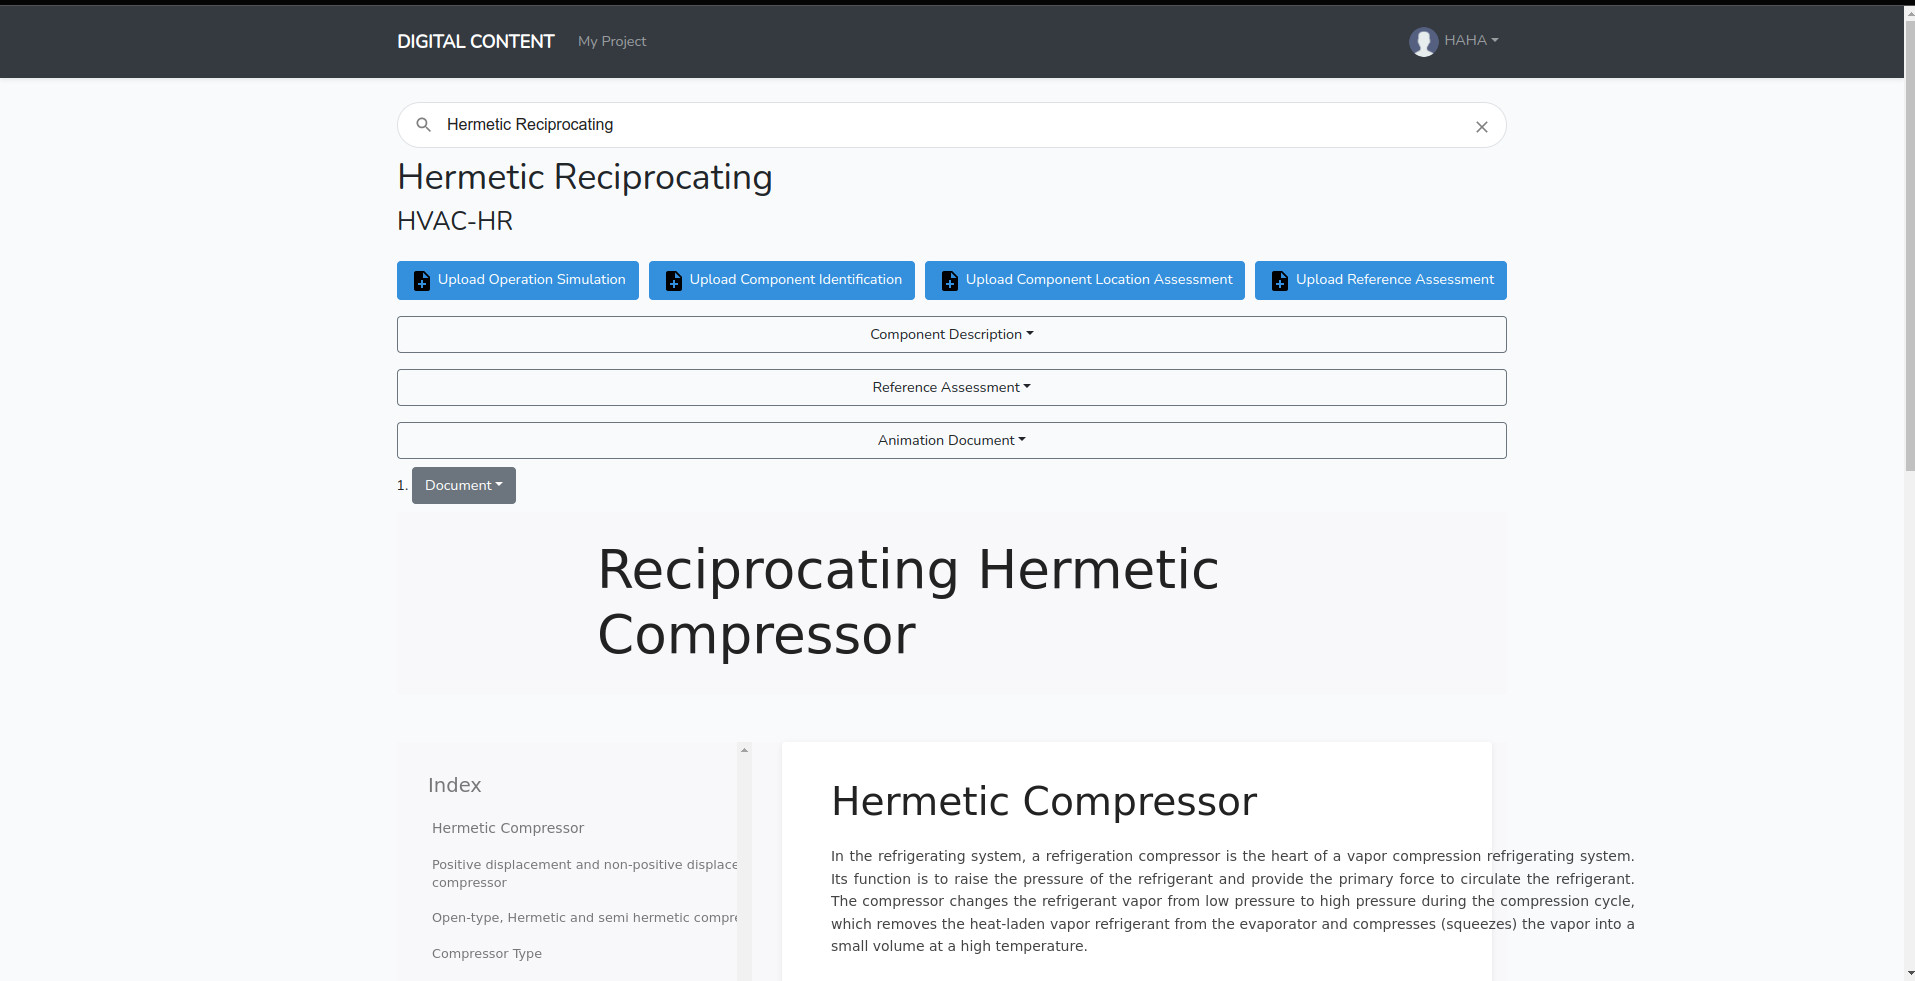 DIGITAL CONTENT My Project HAHA
Hermetic Reciprocating
Hermetic Reciprocating
HVAC-HR
Upload Operation Simulation Upload Component Identification Upload Component Location Assessment Upload Reference Assessment
Component Description
Reference Assessment
Animation Document
1. Document
Reciprocating Hermetic
Compressor
Index
Hermetic Compressor
Positive displacement and non-positive displace
compressor
Open-type, Hermetic and semi hermetic compre
Compressor Type
Hermetic Compressor
In the refrigerating system, a refrigeration compressor is the heart of a vapor compression refrigerating system.
Its function is to raise the pressure of the refrigerant and provide the primary force to circulate the refrigerant.
The compressor changes the refrigerant vapor from low pressure to high pressure during the compression cycle,
which removes the heat-laden vapor refrigerant from the evaporator and compresses (squeezes) the vapor into a
small volume at a high temperature.